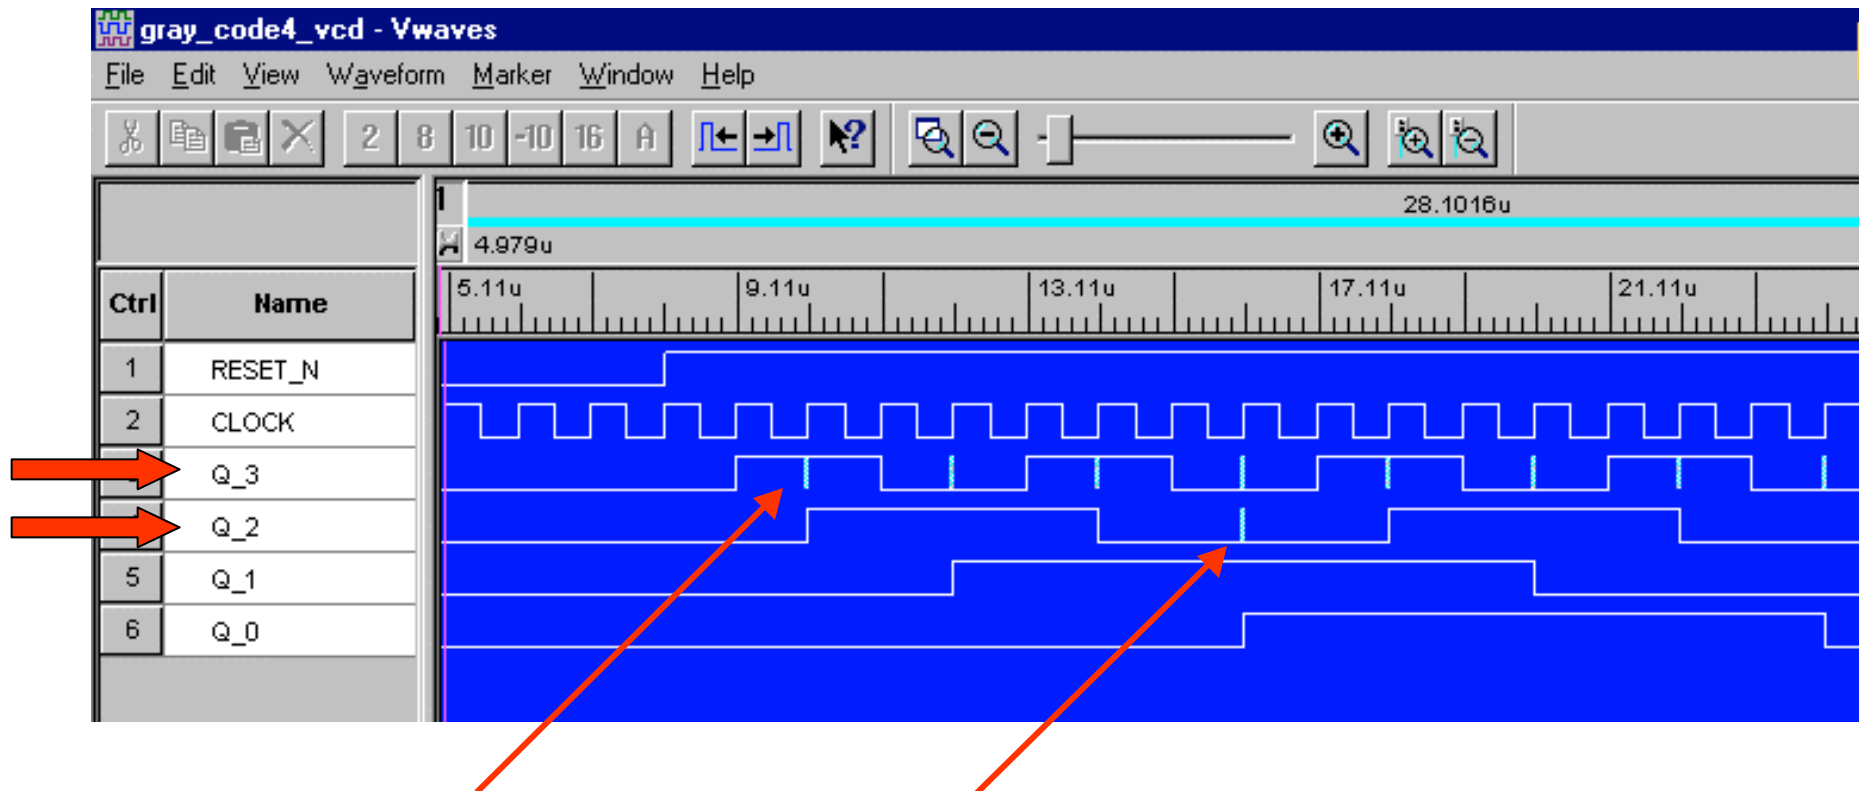 gray_code4_vcd - Vwaves
File Edit View Waveform Marker Window Help
2 8 10 -10 16 A
1 28.1016u
4.979u
Ctrl Name 5.11u 9.11u 13.11u 17.11u 21.11u
1 RESET_N
2 CLOCK
Q_3
Q_2
5 Q_1
6 Q_0